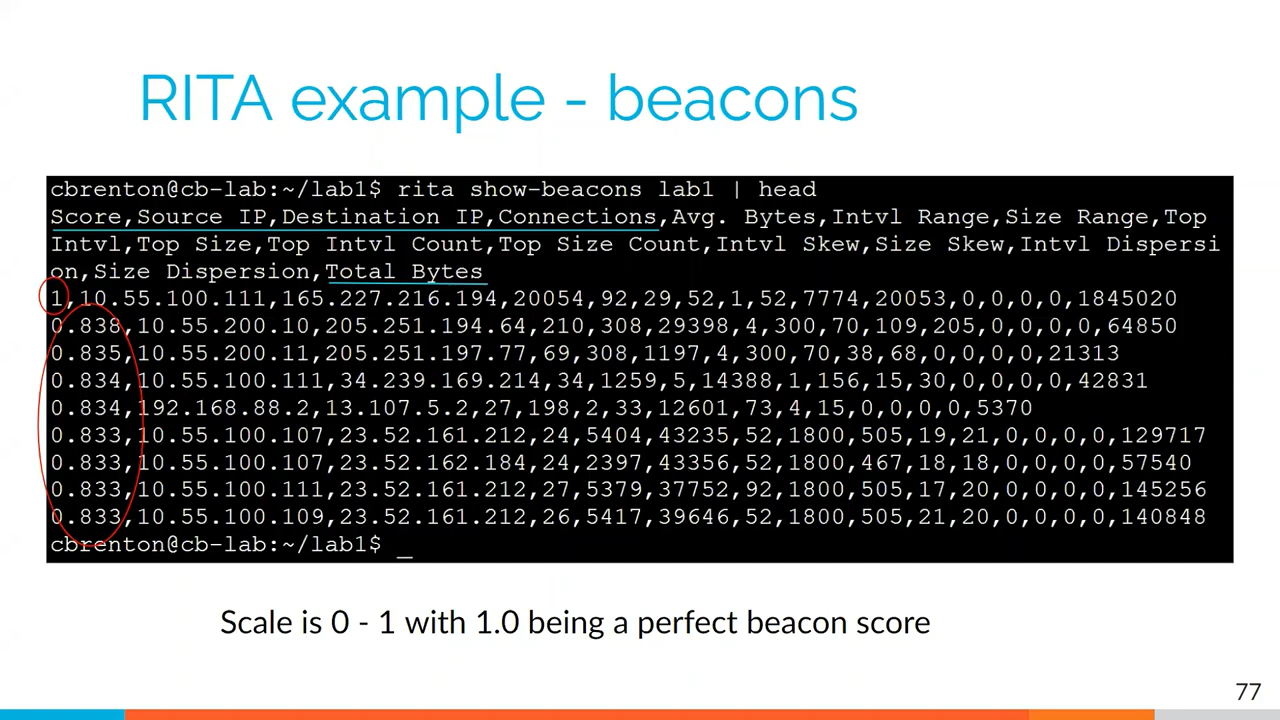 RITA example - beacons
cbrenton@cb-lab:~/lab1$ rita show-beacons lab1 | head
Score,Source IP,Destination IP,Connections,Avg. Bytes,Intvl Range,Size Range,Top
Intvl,Top Size,Top Intvl Count,Top Size Count,Intvl Skew,Size Skew,Intvl Dispersi
on,Size Dispersion,Total Bytes
1,10.55.100.111,165.227.216.194,20054,92,29,52,1,52,7774,20053,0,0,0,0,1845020
0.838,10.55.200.10,205.251.194.64,210,308,29398,4,300,70,109,205,0,0,0,0,64850
0.835,10.55.200.11,205.251.197.77,69,308,1197,4,300,70,38,68,0,0,0,0,21313
0.834,10.55.100.111,34.239.169.214,34,1259,5,14388,1,156,15,30,0,0,0,0,42831
0.834,192.168.88.2,13.107.5.2,27,198,2,33,12601,73,4,15,0,0,0,0,5370
0.833,10.55.100.107,23.52.161.212,24,5404,43235,52,1800,505,19,21,0,0,0,0,129717
0.833,10.55.100.107,23.52.162.184,24,2397,43356,52,1800,467,18,18,0,0,0,0,57540
0.833,10.55.100.111,23.52.161.212,27,5379,37752,92,1800,505,17,20,0,0,0,0,145256
0.833,10.55.100.109,23.52.161.212,26,5417,39646,52,1800,505,21,20,0,0,0,0,140848
cbrenton@cb-lab:~/lab1$ _
Scale is 0 - 1 with 1.0 being a perfect beacon score
77